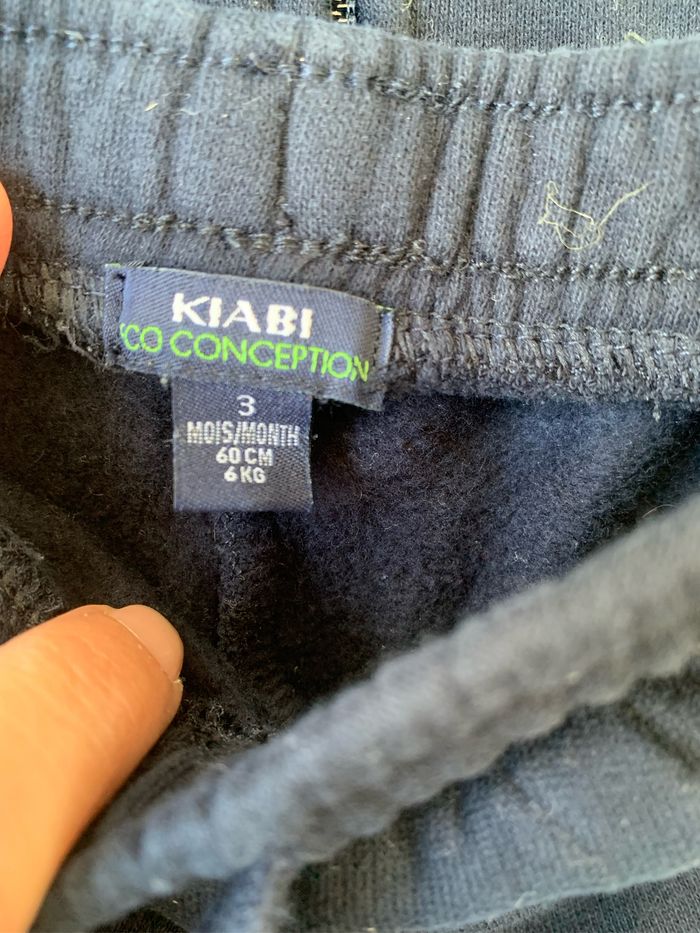 KIABI
'CO CONCEPTION
3
MOIS/MONTH
60 CM
6 KG